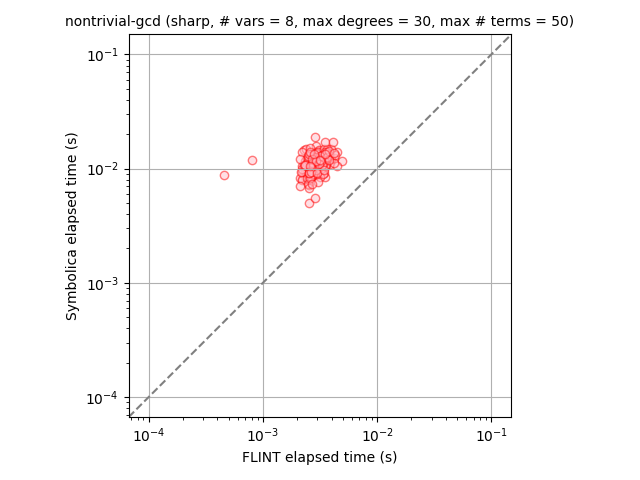 nontrivial-gcd (sharp, # vars = 8, max degrees = 30, max # terms = 50)
10⁻¹
10⁻²
10⁻³
10⁻⁴
Symbolica elapsed time (s)
10⁻⁴ 10⁻³ 10⁻² 10⁻¹
FLINT elapsed time (s)